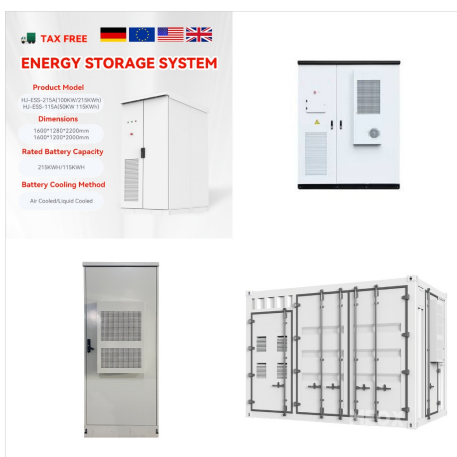 TAX FREE
ENERGY STORAGE SYSTEM
Product Model
HJ-ESS-215A(100KW/215KWh)
HJ-ESS-115A(50KW 115KWh)
Dimensions
1600*1280*2200mm
1600*1200*2000mm
Rated Battery Capacity
215KWH/115KWH
Battery Cooling Method
Air Cooled/Liquid Cooled